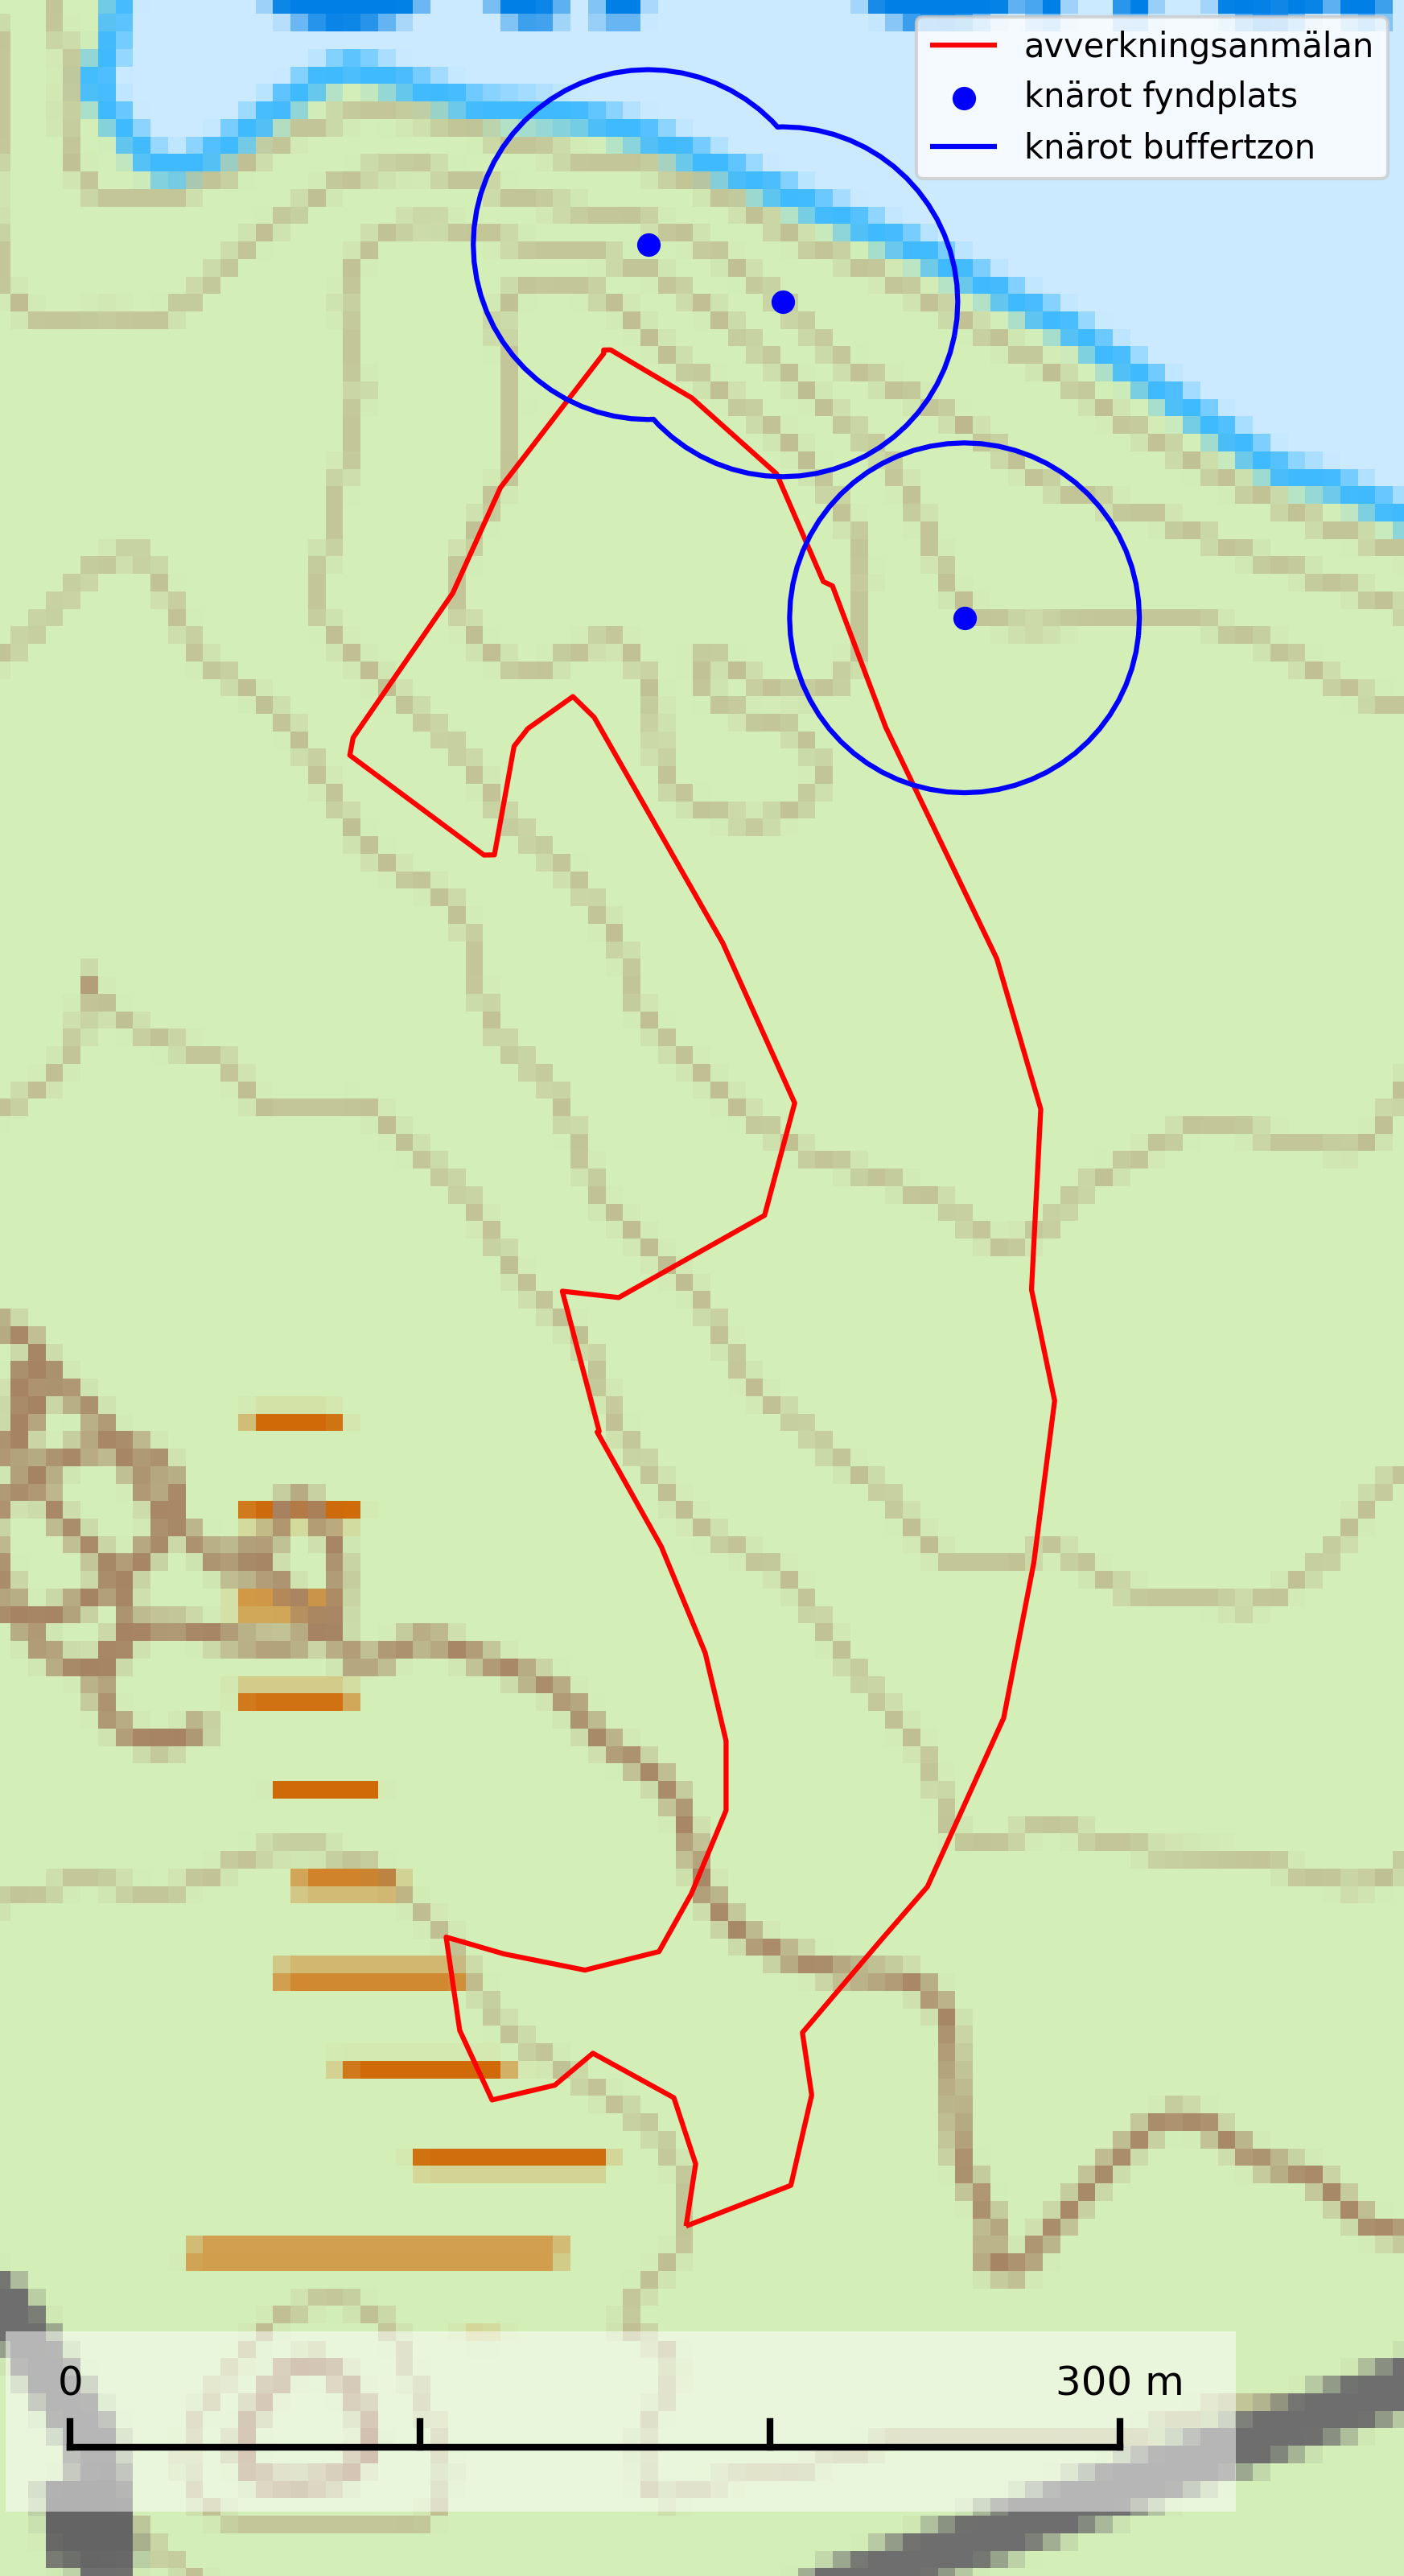 avverkningsanmälan
knärot fyndplats
knärot buffertzon
0
300 m